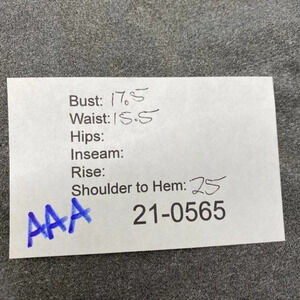 Bust: 17.5
Waist: 15.5
Hips:
Inseam:
Rise:
Shoulder to Hem: 25
AAA 21-0565